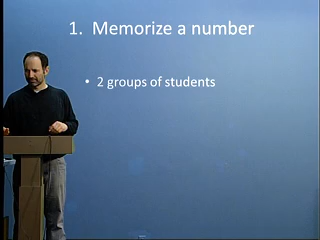 1. Memorize a number
• 2 groups of students